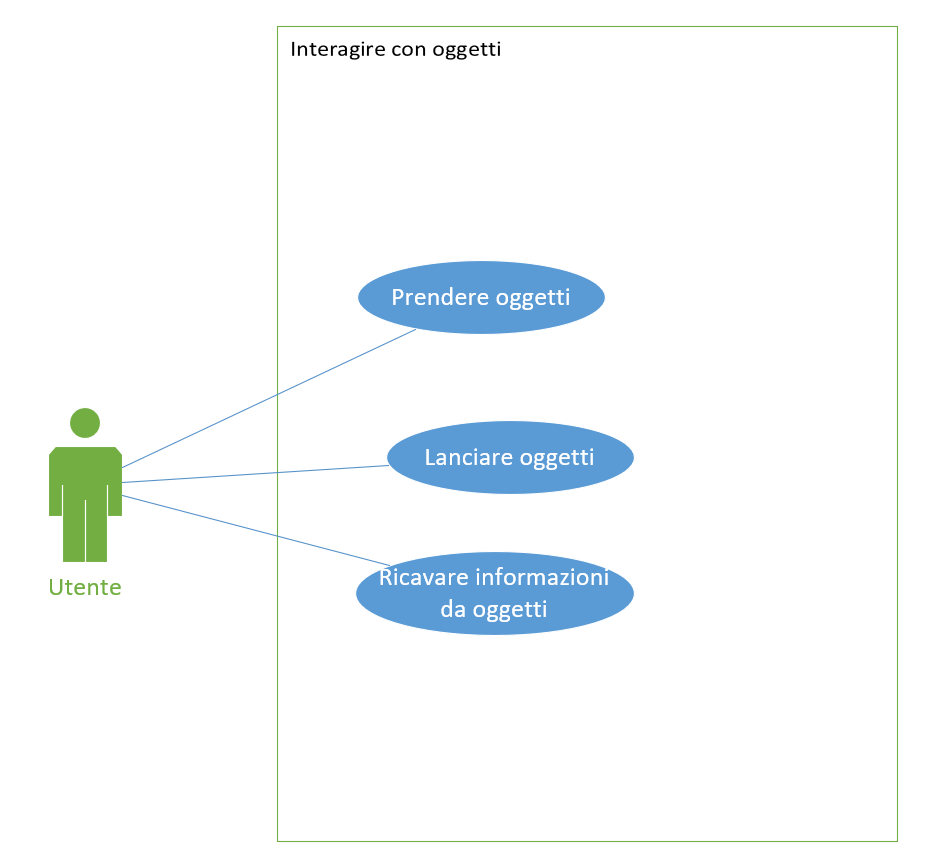 Interagire con oggetti
Prendere oggetti
Lanciare oggetti
Ricavare informazioni
da oggetti
Utente